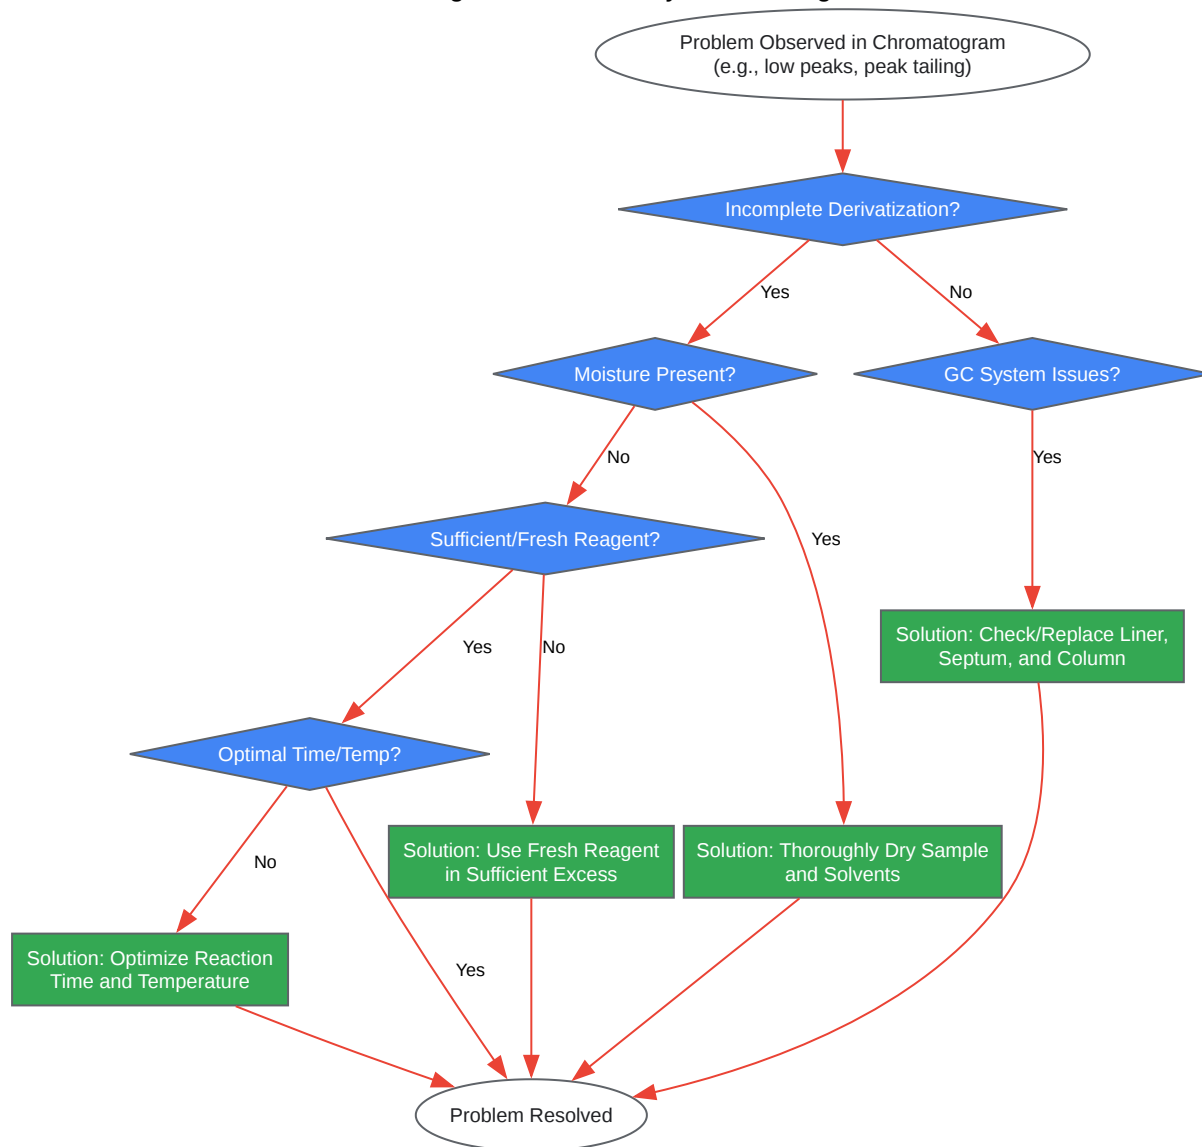 Problem Observed in Chromatogram
(e.g., low peaks, peak tailing)
Incomplete Derivatization?
Yes
No
Moisture Present?
GC System Issues?
No
Yes
Sufficient/Fresh Reagent?
Yes
Yes
No
Solution: Check/Replace Liner,
Septum, and Column
Optimal Time/Temp?
No
Solution: Use Fresh Reagent
in Sufficient Excess
Solution: Thoroughly Dry Sample
and Solvents
Solution: Optimize Reaction
Time and Temperature
Yes
Problem Resolved